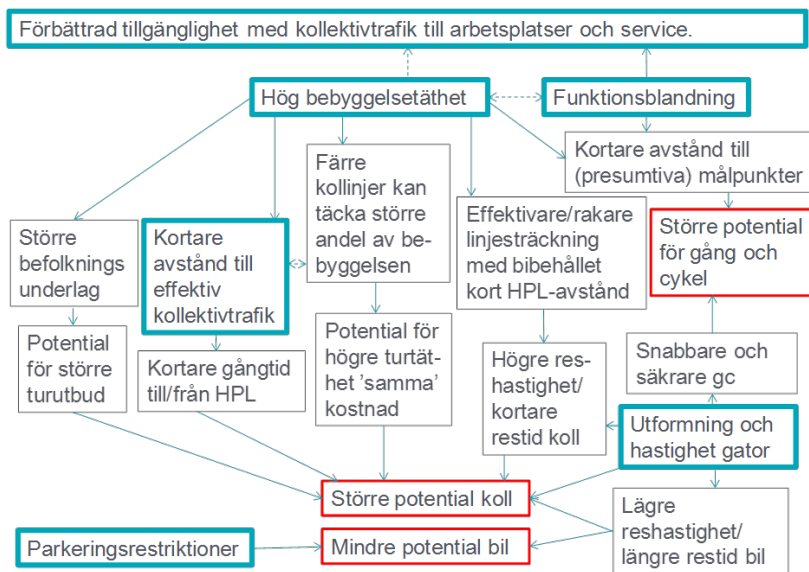 Förbättrad tillgänglighet med kollektivtrafik till arbetsplatser och service.
Hög bebyggelsetäthet
Funktionsblandning
Kortare avstånd till
(presumtiva) målpunkter
Färre
kollinjer kan
täcka större
andel av be-
byggelsen
Effektivare/rakare
linjesträckning
med bibehållet
kort HPL-avstånd
Större potential
för gång och
cykel
Större
befolknings
underlag
Kortare
avstånd till
effektiv
kollektivtrafik
Potential
för större
turutbud
Kortare gångtid
till/från HPL
Potential för
högre turtät-
het ’samma’
kostnad
Högre res-
hastighet/
kortare
restid koll
Snabbare och
säkrare gc
Utformning och
hastighet gator
Större potential koll
Lägre
reshastighet/
längre restid bil
Parkeringsrestriktioner
Mindre potential bil